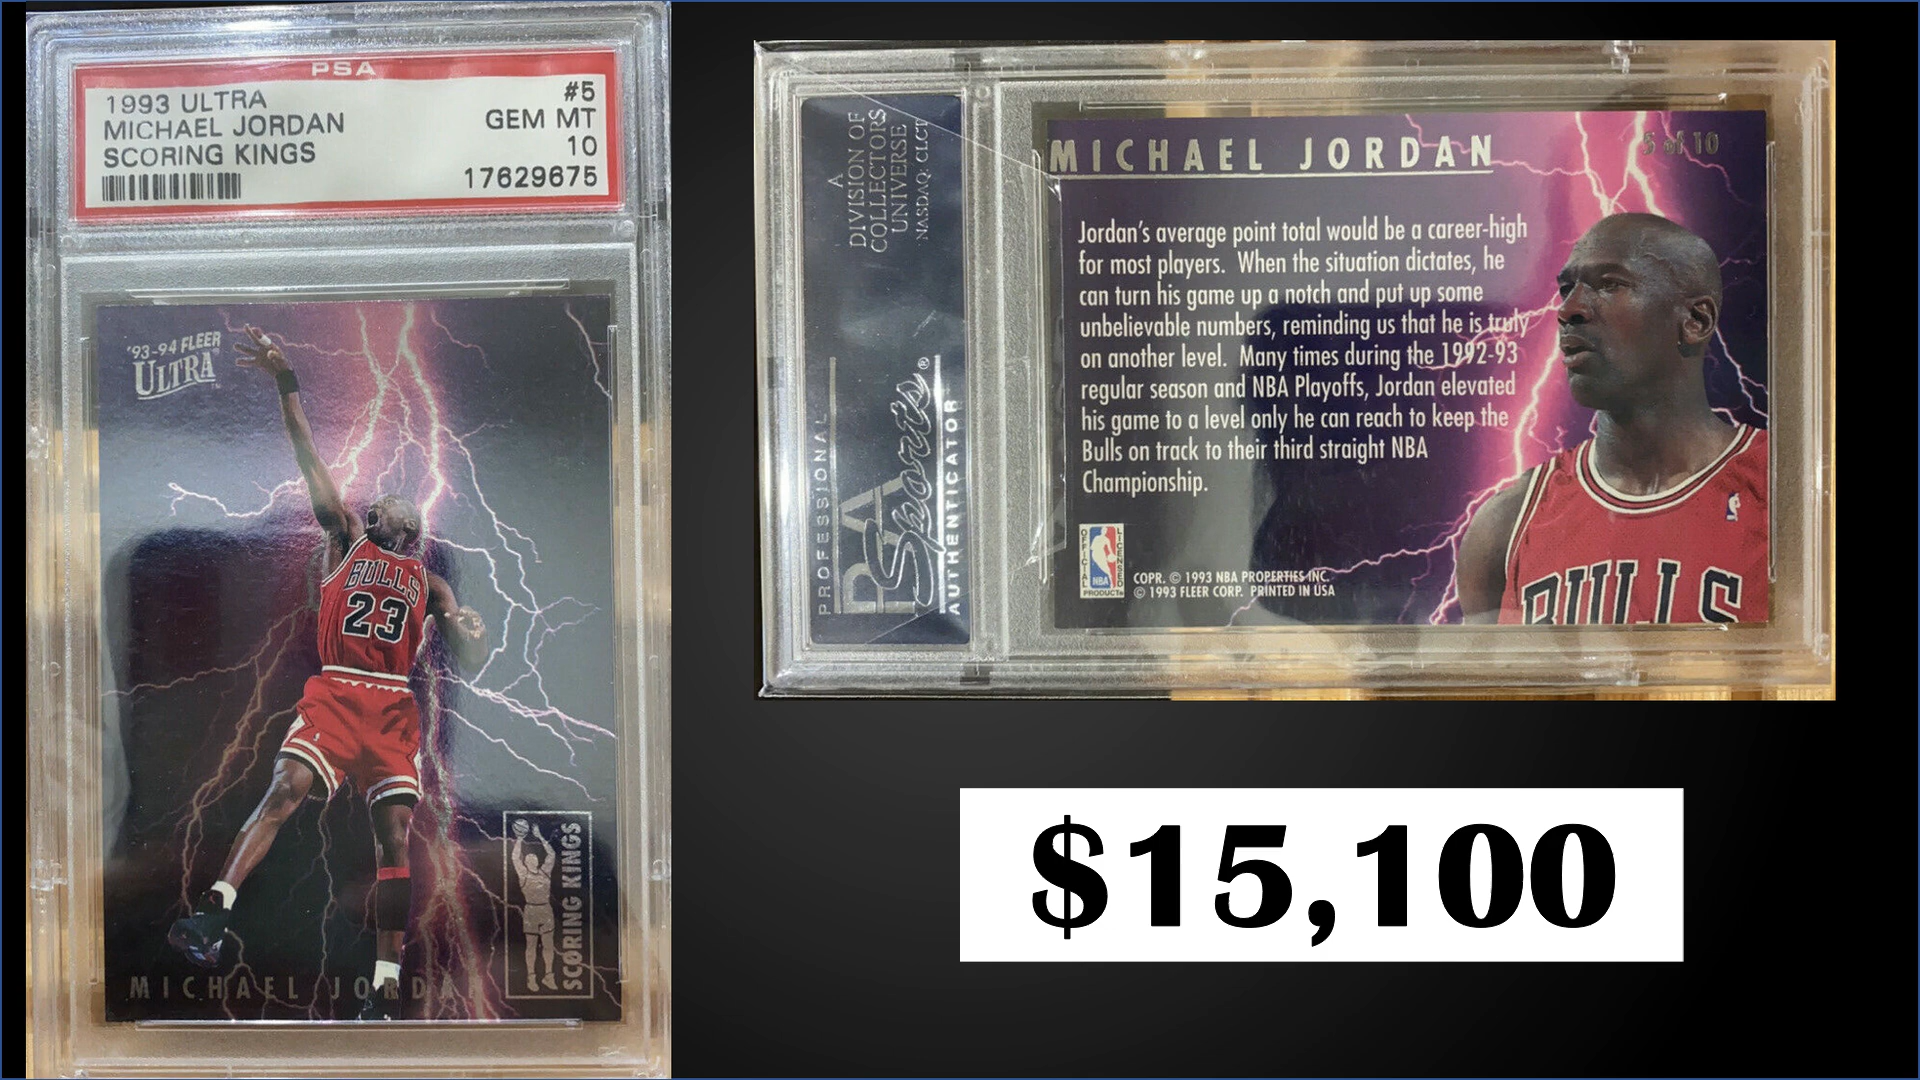 PSA
1993 ULTRA #5
MICHAEL JORDAN GEM MT
SCORING KINGS 10
17629675
'93-94 FLEER
ULTRA
BULLS
23
SCORING KINGS
MICHAEL JORDAN
A
DIVISION OF
COLLECTORS
UNIVERSE
NASDAQ: CLCT
PROFESSIONAL
PSA
Sports®
AUTHENTICATOR
MICHAEL JORDAN
5 of 10
Jordan's average point total would be a career-high
for most players. When the situation dictates, he
can turn his game up a notch and put up some
unbelievable numbers, reminding us that he is truly
on another level. Many times during the 1992-93
regular season and NBA Playoffs, Jordan elevated
his game to a level only he can reach to keep the
Bulls on track to their third straight NBA
Championship.
OFFICIAL
LICENSED
NBA
PRODUCT
COPR. © 1993 NBA PROPERTIES INC.
© 1993 FLEER CORP. PRINTED IN USA
BULLS
$15,100